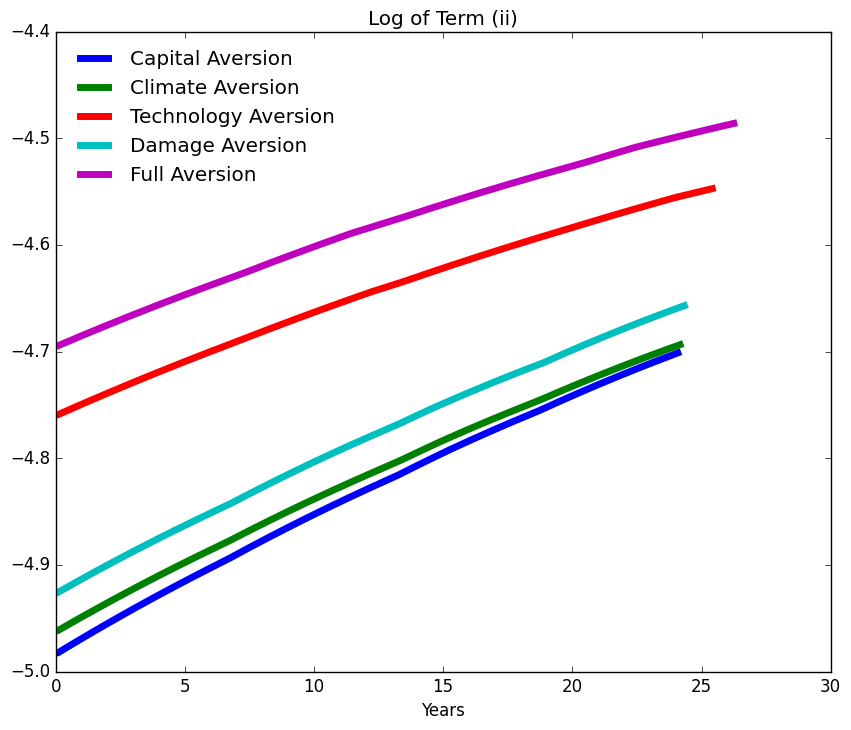 Log of Term (ii)
−4.4
−4.5
−4.6
−4.7
−4.8
−4.9
−5.0
Capital Aversion
Climate Aversion
Technology Aversion
Damage Aversion
Full Aversion
0 5 10 15 20 25 30
Years